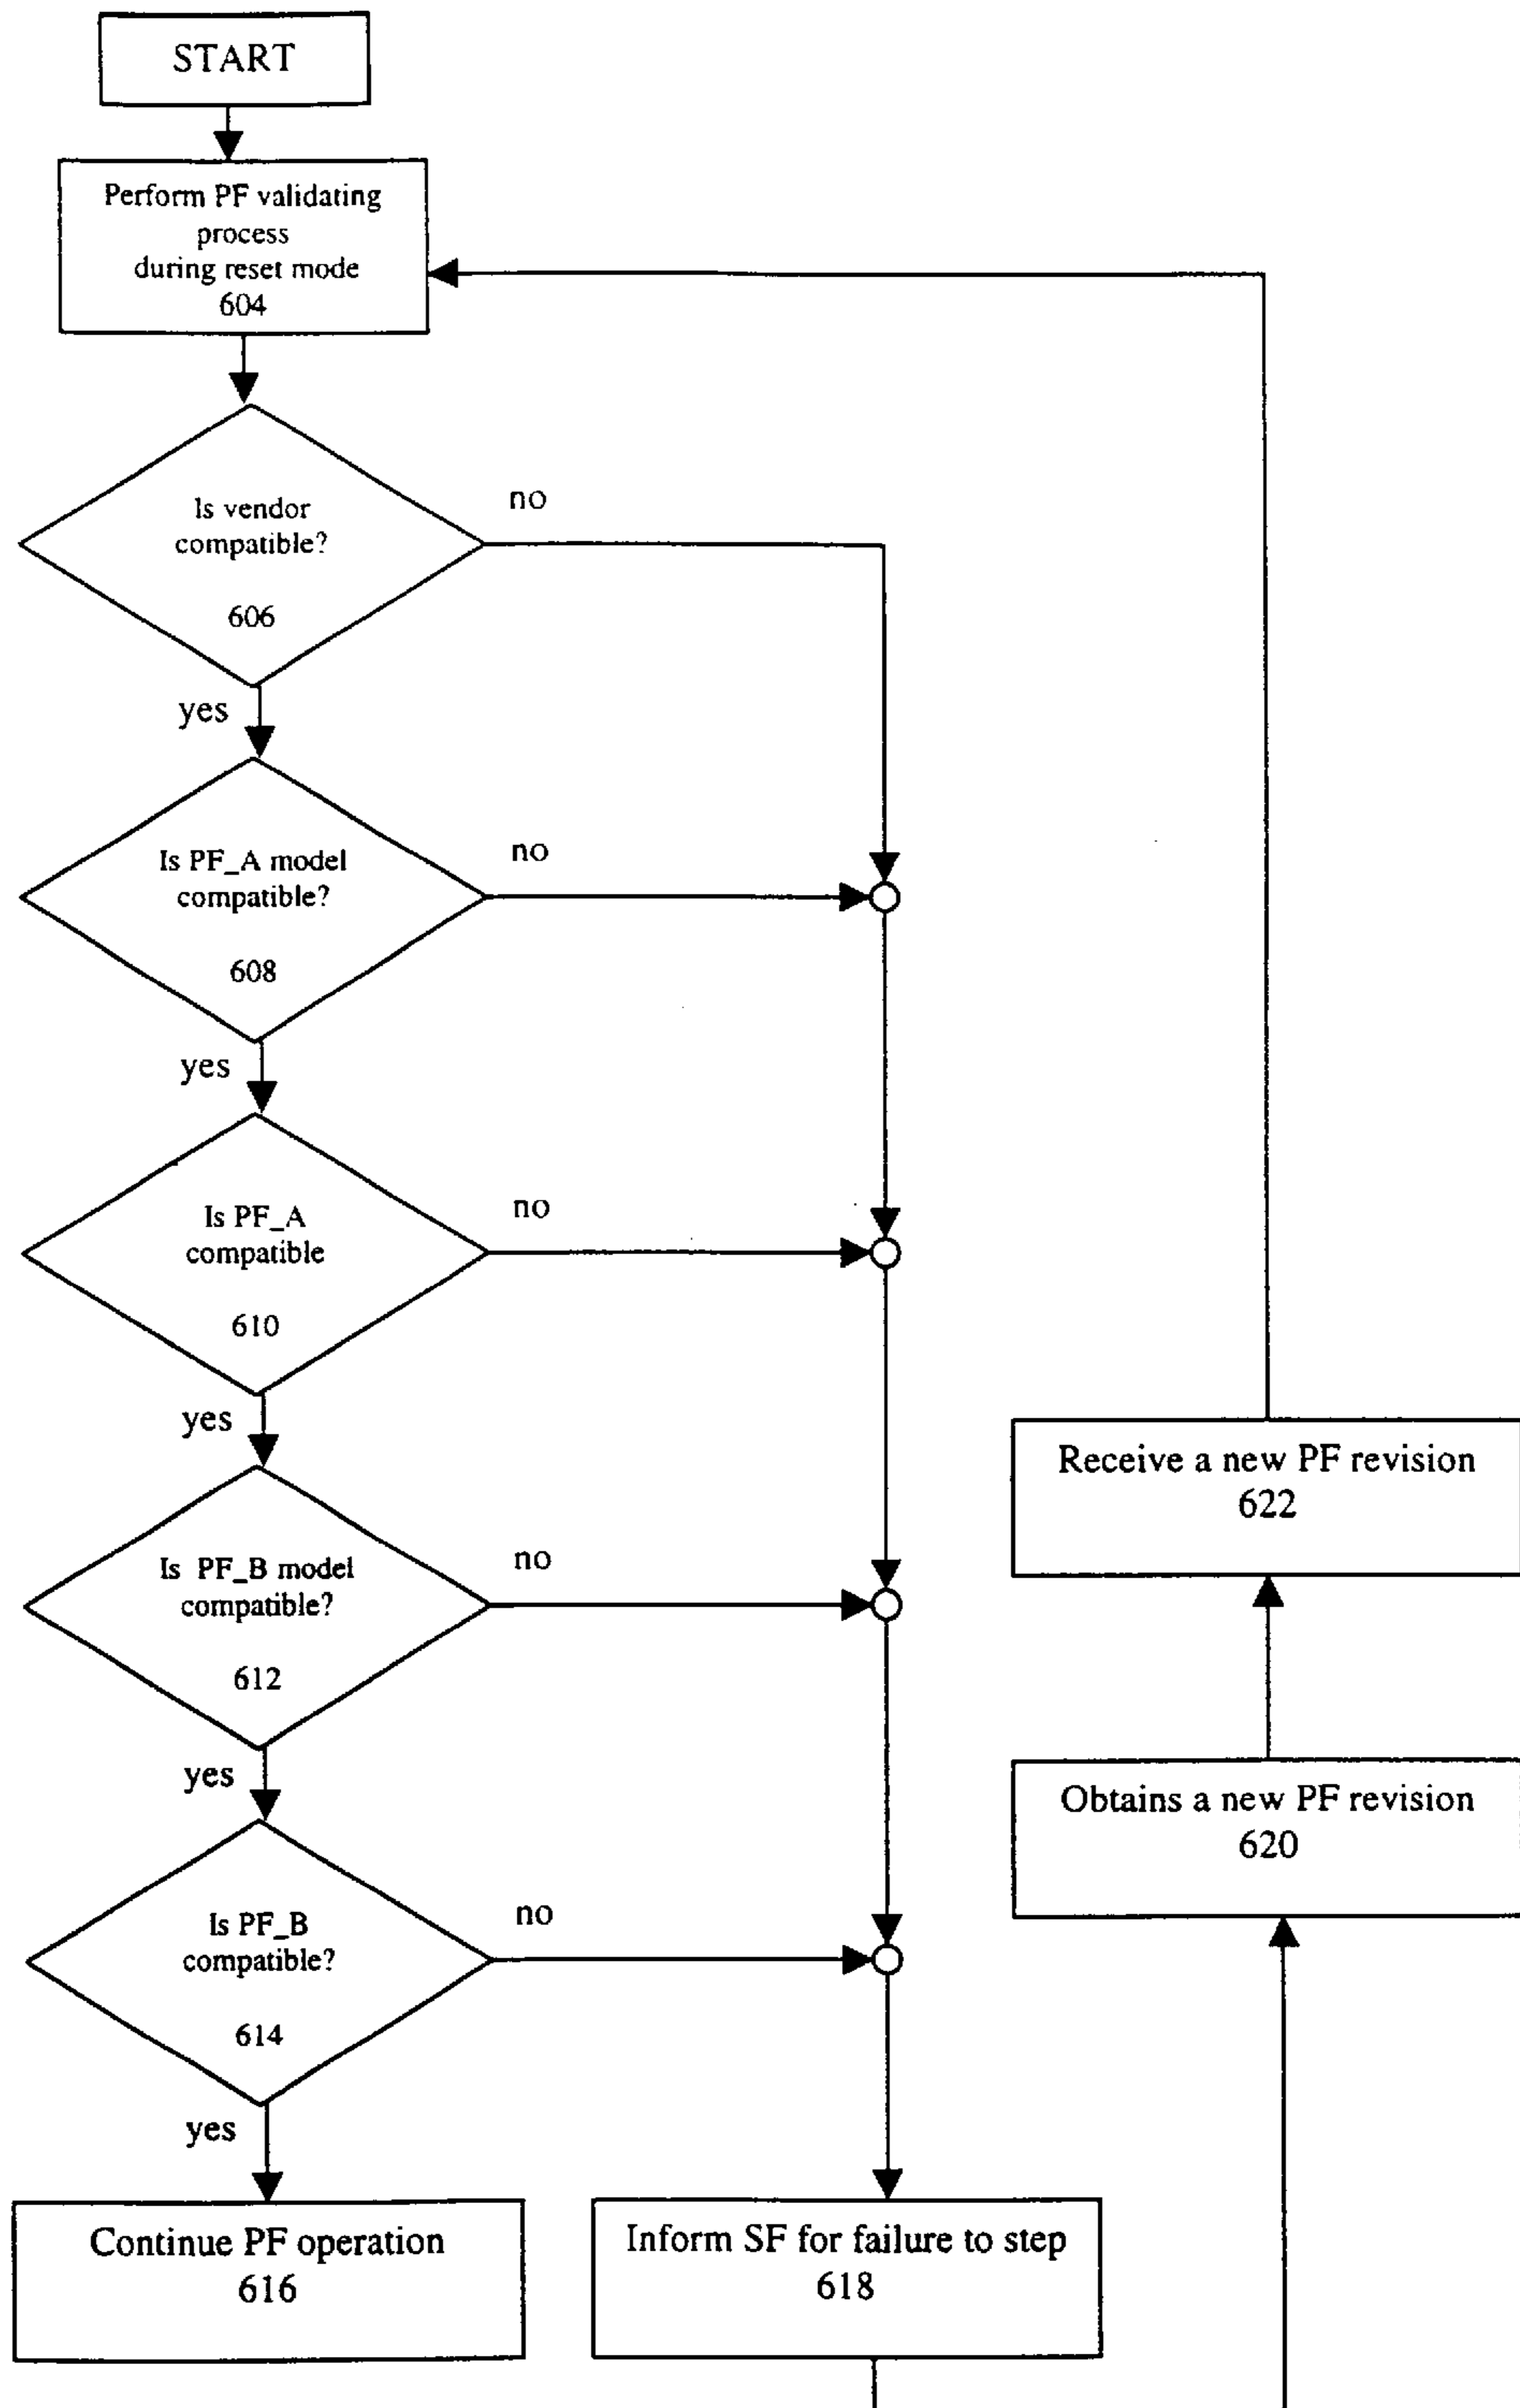 START
Perform PF validating
process
during reset mode
604
Is vendor
compatible?
606
no
yes
Is PF_A model
compatible?
608
no
yes
Is PF_A
compatible
610
no
yes
Is PF_B model
compatible?
612
no
yes
Is PF_B
compatible?
614
no
yes
Continue PF operation
616
Inform SF for failure to step
618
Obtains a new PF revision
620
Receive a new PF revision
622